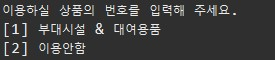 이용하실 상품의 번호를 입력해 주세요.
[1] 부대시설 & 대여용품
[2] 이용안함